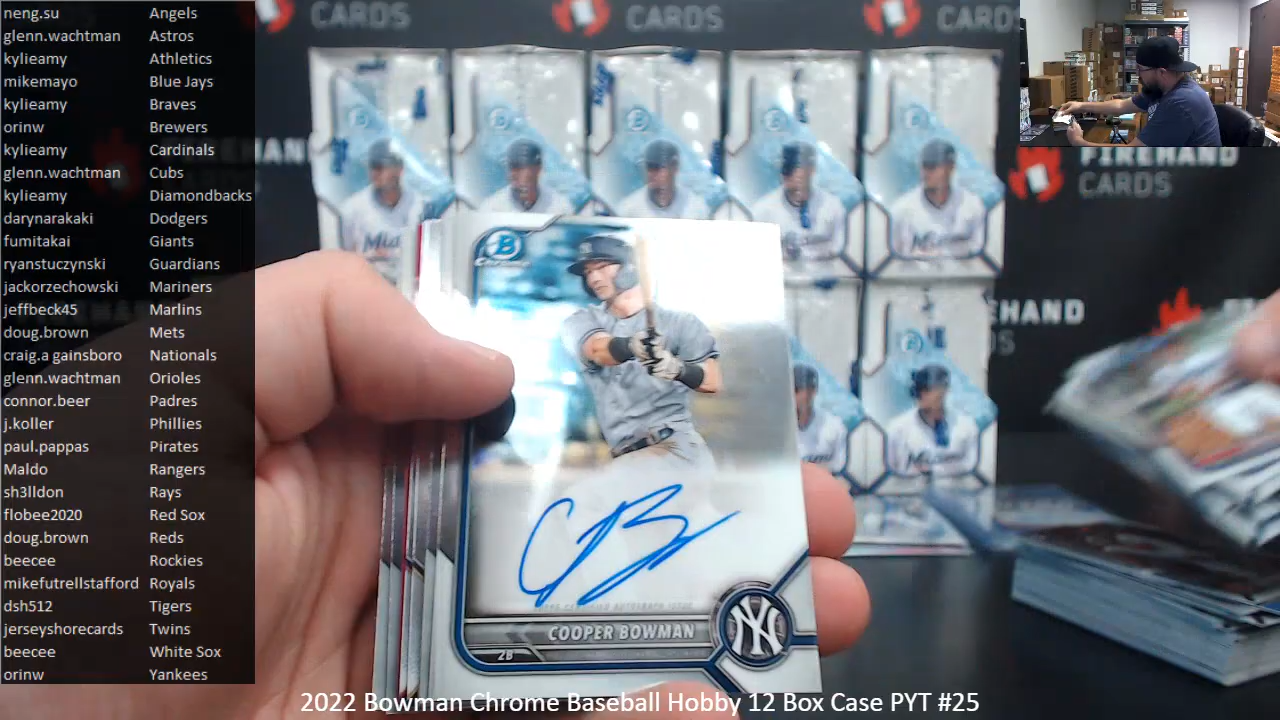 neng.su Angels
glenn.wachtman Astros
kylieamy Athletics
mikemayo Blue Jays
kylieamy Braves
orinw Brewers
kylieamy Cardinals
glenn.wachtman Cubs
kylieamy Diamondbacks
darynarakaki Dodgers
fumitakai Giants
ryanstuczynski Guardians
jackorzechowski Mariners
jeffbeck45 Marlins
doug.brown Mets
craig.a gainsboro Nationals
glenn.wachtman Orioles
connor.beer Padres
j.koller Phillies
paul.pappas Pirates
Maldo Rangers
sh3lldon Rays
flobee2020 Red Sox
doug.brown Reds
beecee Rockies
mikefutrellstafford Royals
dsh512 Tigers
jerseyshorecards Twins
beecee White Sox
orinw Yankees
CARDS
CARDS
CARDS
FIREHAND
CARDS
HAND
B
Chrome
CB
COOPER BOWMAN
2B
NY
2022 Bowman Chrome Baseball Hobby 12 Box Case PYT #25